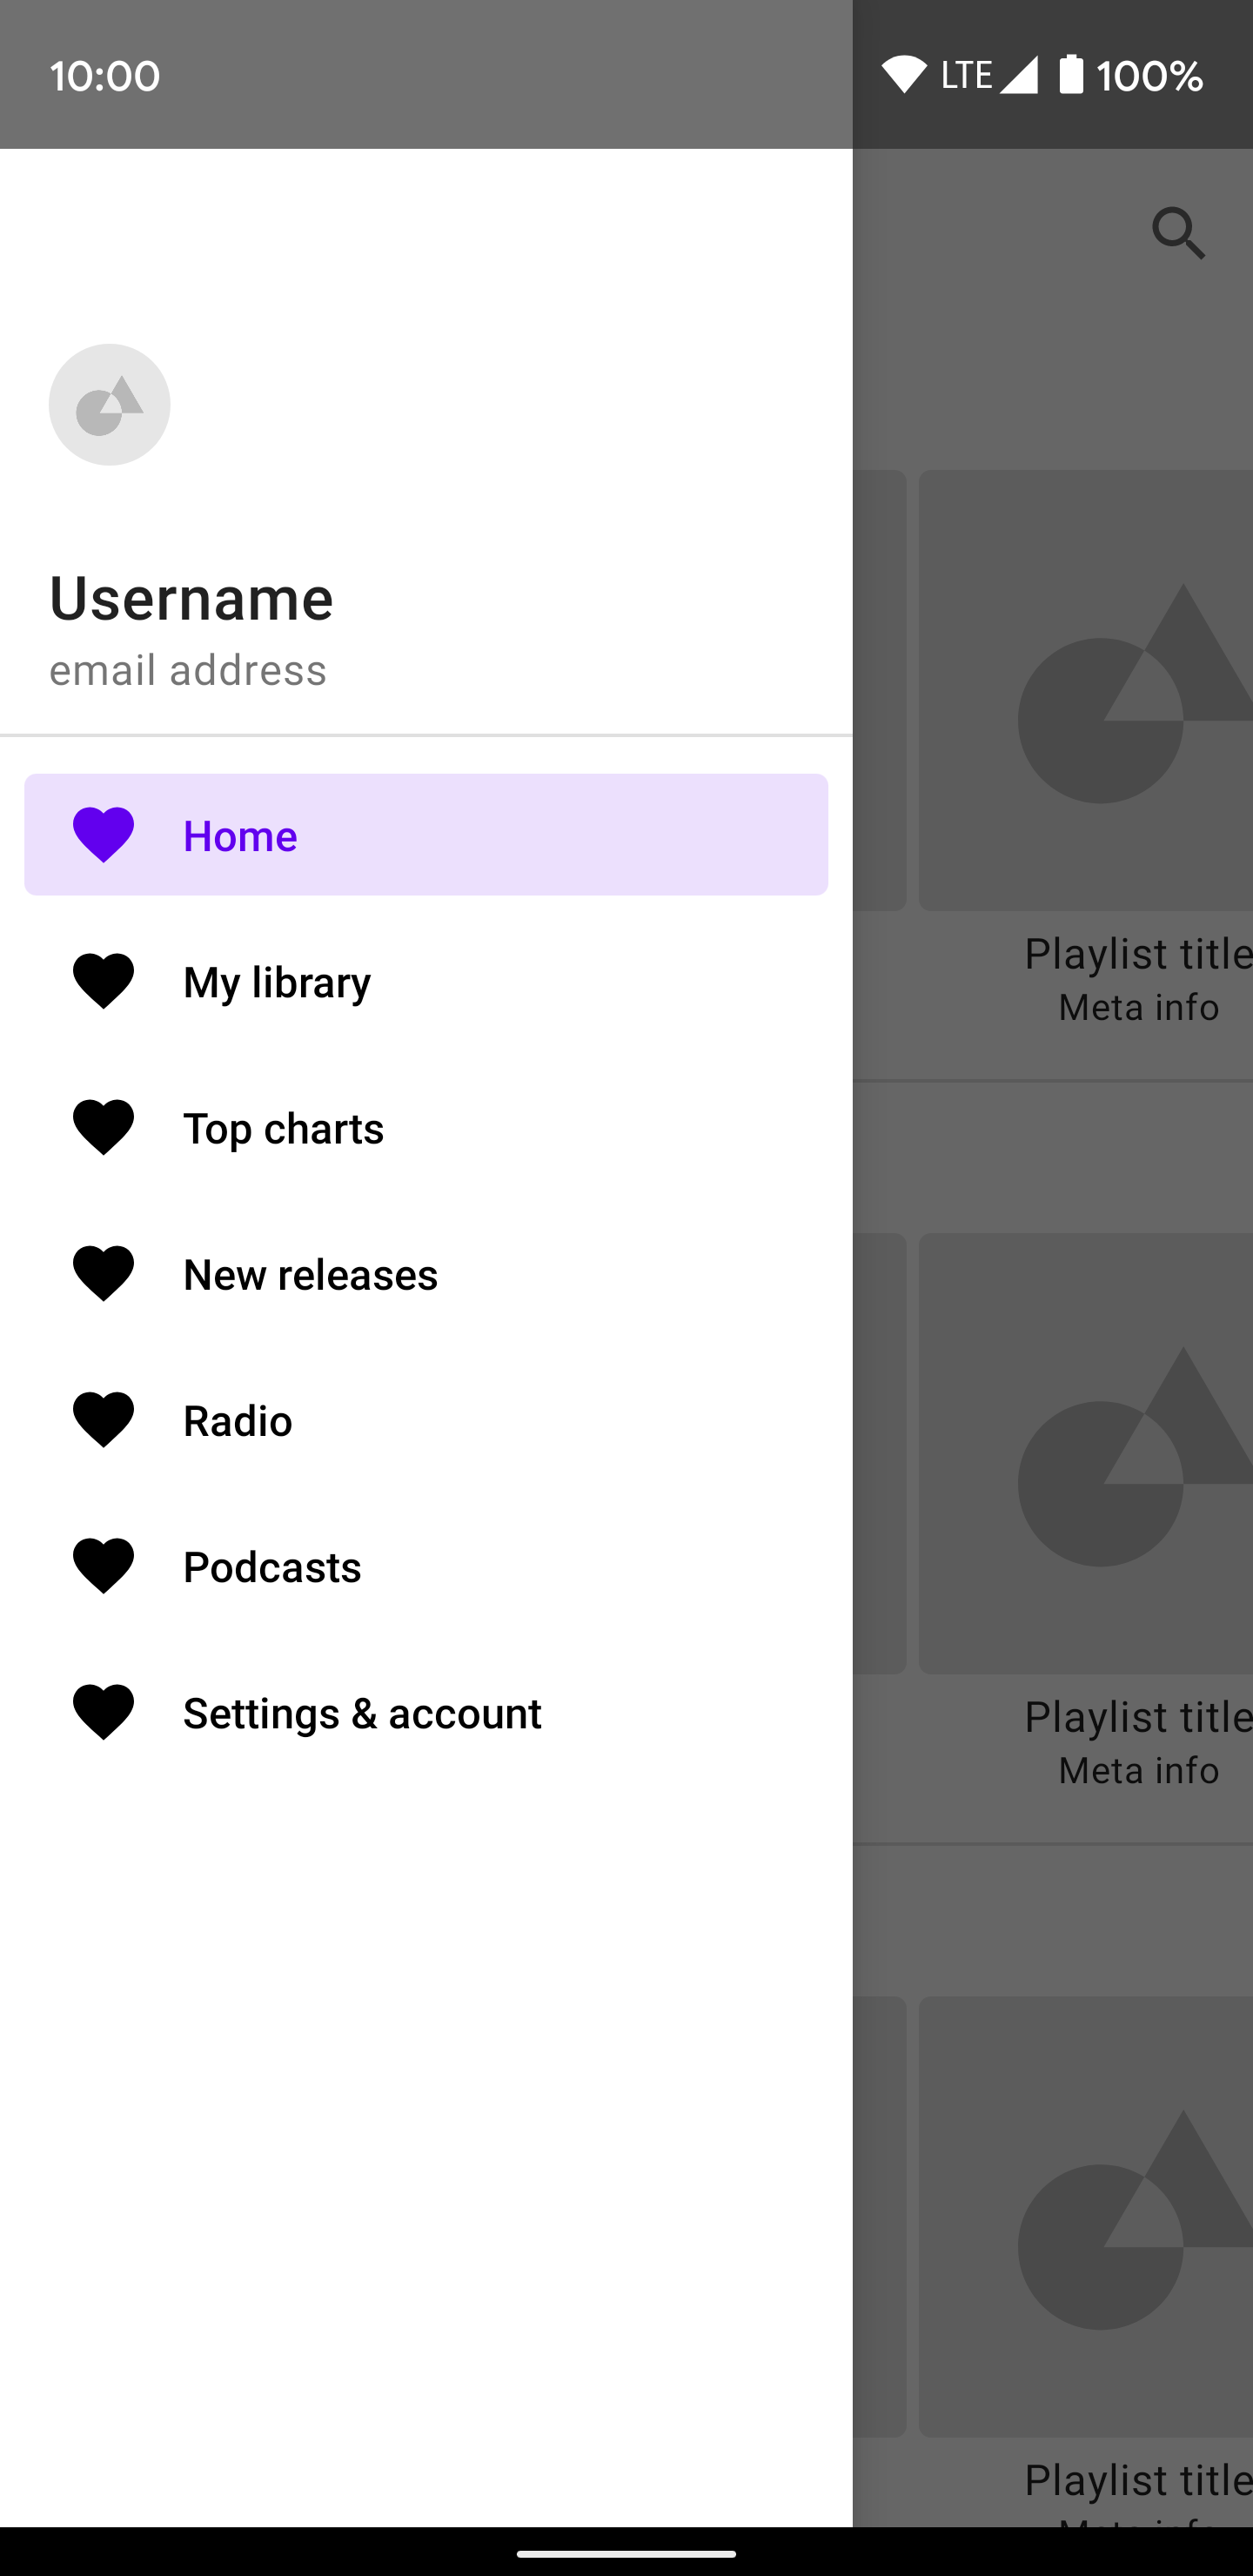 10:00
LTE 100%
Username
email address
Home
My library
Top charts
New releases
Radio
Podcasts
Settings & account
Playlist title
Meta info
Playlist title
Meta info
Playlist title